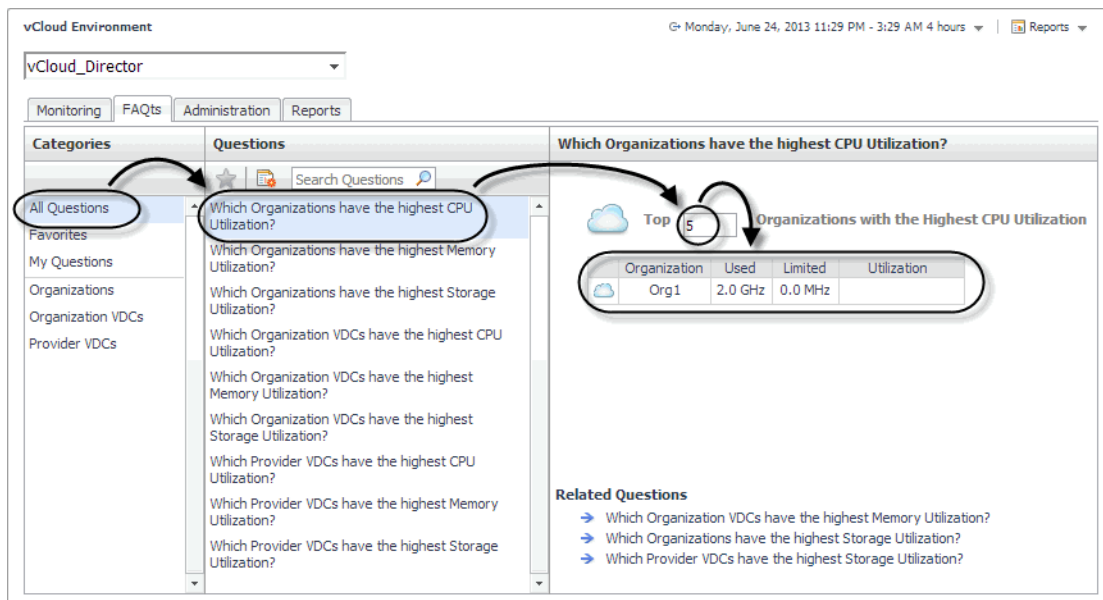 vCloud Environment
Monday, June 24, 2013 11:29 PM - 3:29 AM 4 hours
Reports
vCloud_Director
Monitoring
FAQts
Administration
Reports
Categories
All Questions
Favorites
My Questions
Organizations
Organization VDCs
Provider VDCs
Questions
Search Questions
Which Organizations have the highest CPU
Utilization?
Which Organizations have the highest Memory
Utilization?
Which Organizations have the highest Storage
Utilization?
Which Organization VDCs have the highest CPU
Utilization?
Which Organization VDCs have the highest
Memory Utilization?
Which Organization VDCs have the highest
Storage Utilization?
Which Provider VDCs have the highest CPU
Utilization?
Which Provider VDCs have the highest Memory
Utilization?
Which Provider VDCs have the highest Storage
Utilization?
Which Organizations have the highest CPU Utilization?
Top 5 Organizations with the Highest CPU Utilization
Organization Used Limited Utilization
Org1 2.0 GHz 0.0 MHz
Related Questions
Which Organization VDCs have the highest Memory Utilization?
Which Organizations have the highest Storage Utilization?
Which Provider VDCs have the highest Storage Utilization?